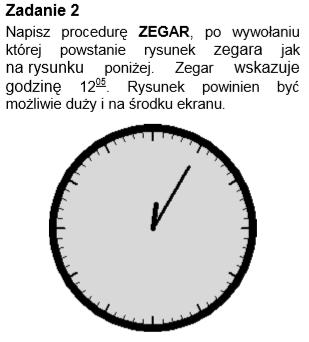 Zadanie 2
Napisz procedurę ZEGAR, po wywołaniu
której powstanie rysunek zegara jak
na rysunku poniżej. Zegar wskazuje
godzinę 12⁰⁵. Rysunek powinien być
możliwie duży i na środku ekranu.